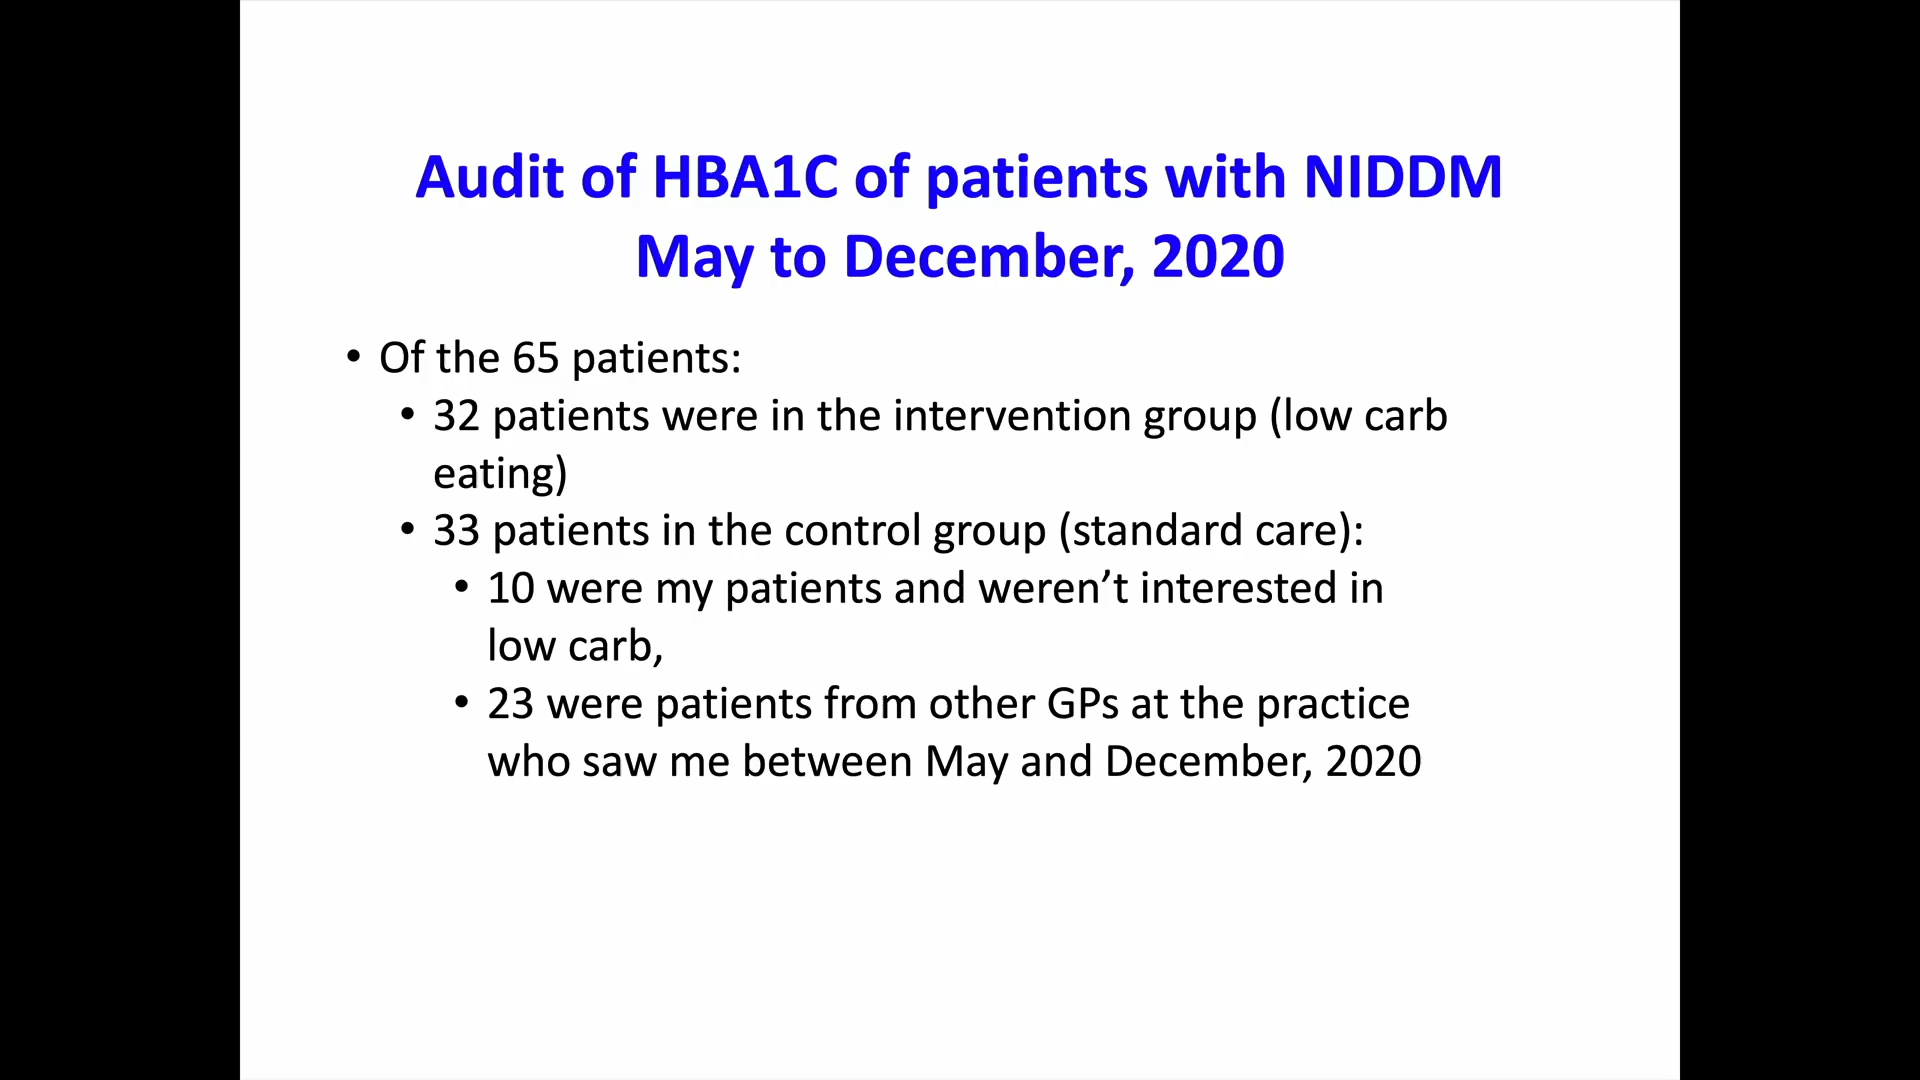 Audit of HBA1C of patients with NIDDM
May to December, 2020
• Of the 65 patients:
• 32 patients were in the intervention group (low carb
eating)
• 33 patients in the control group (standard care):
• 10 were my patients and weren’t interested in
low carb,
• 23 were patients from other GPs at the practice
who saw me between May and December, 2020